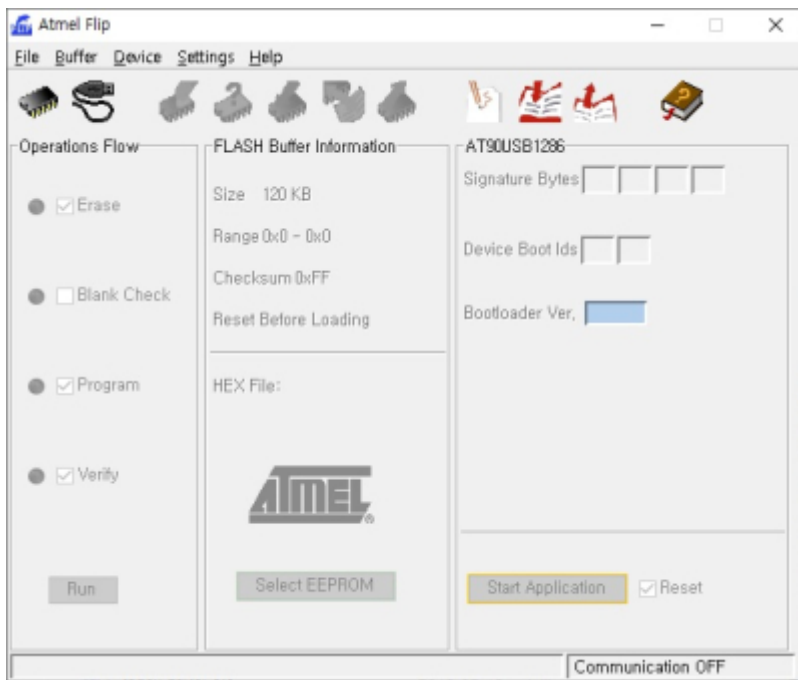 Atmel Flip
File Buffer Device Settings Help
Operations Flow
Erase
Blank Check
Program
Verify
Run
FLASH Buffer Information
Size 120 KB
Range 0x0 - 0x0
Checksum 0xFF
Reset Before Loading
HEX File:
ATMEL
Select EEPROM
AT90USB1286
Signature Bytes
Device Boot Ids
Bootloader Ver.
Start Application Reset
Communication OFF